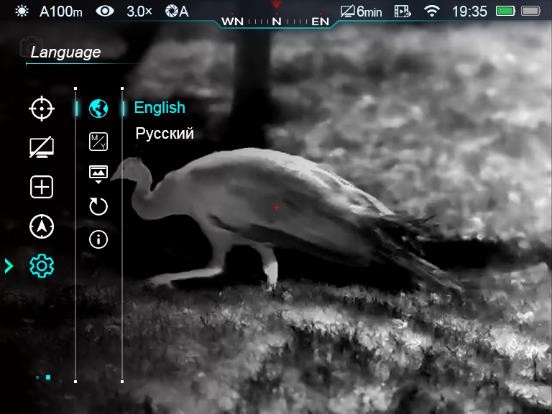 A100m 3.0× A 6min 19:35
WN N EN
Language
English
Русский
M/Y